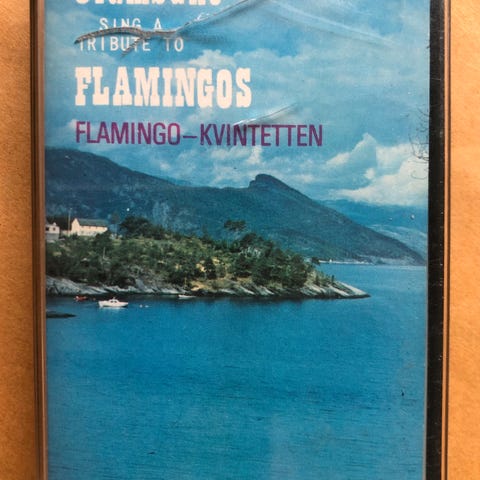 SING A
TRIBUTE TO
FLAMINGOS
FLAMINGO–KVINTETTEN